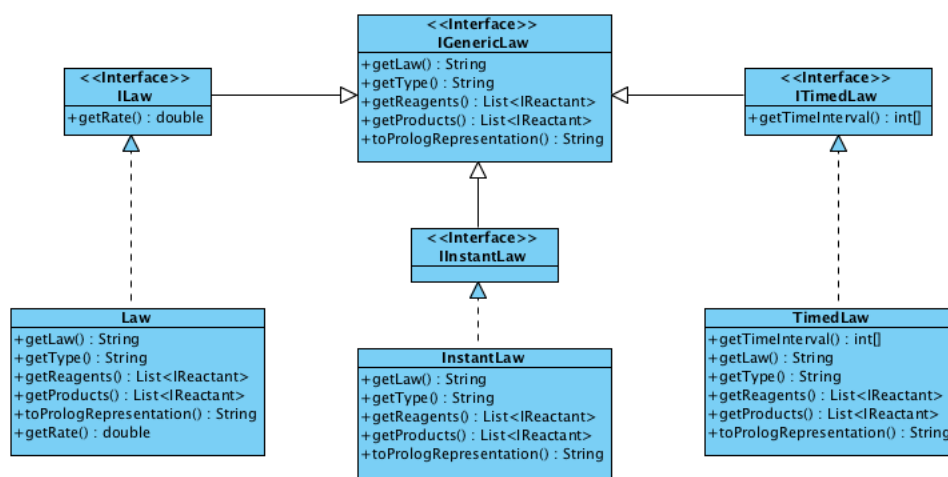 <<Interface>>
IGenericLaw
+getLaw() : String
+getType() : String
+getReagents() : List<IReactant>
+getProducts() : List<IReactant>
+toPrologRepresentation() : String
<<Interface>>
ILaw
+getRate() : double
<<Interface>>
ITimedLaw
+getTimeInterval() : int[]
<<Interface>>
IInstantLaw
Law
+getLaw() : String
+getType() : String
+getReagents() : List<IReactant>
+getProducts() : List<IReactant>
+toPrologRepresentation() : String
+getRate() : double
InstantLaw
+getLaw() : String
+getType() : String
+getReagents() : List<IReactant>
+getProducts() : List<IReactant>
+toPrologRepresentation() : String
TimedLaw
+getTimeInterval() : int[]
+getLaw() : String
+getType() : String
+getReagents() : List<IReactant>
+getProducts() : List<IReactant>
+toPrologRepresentation() : String